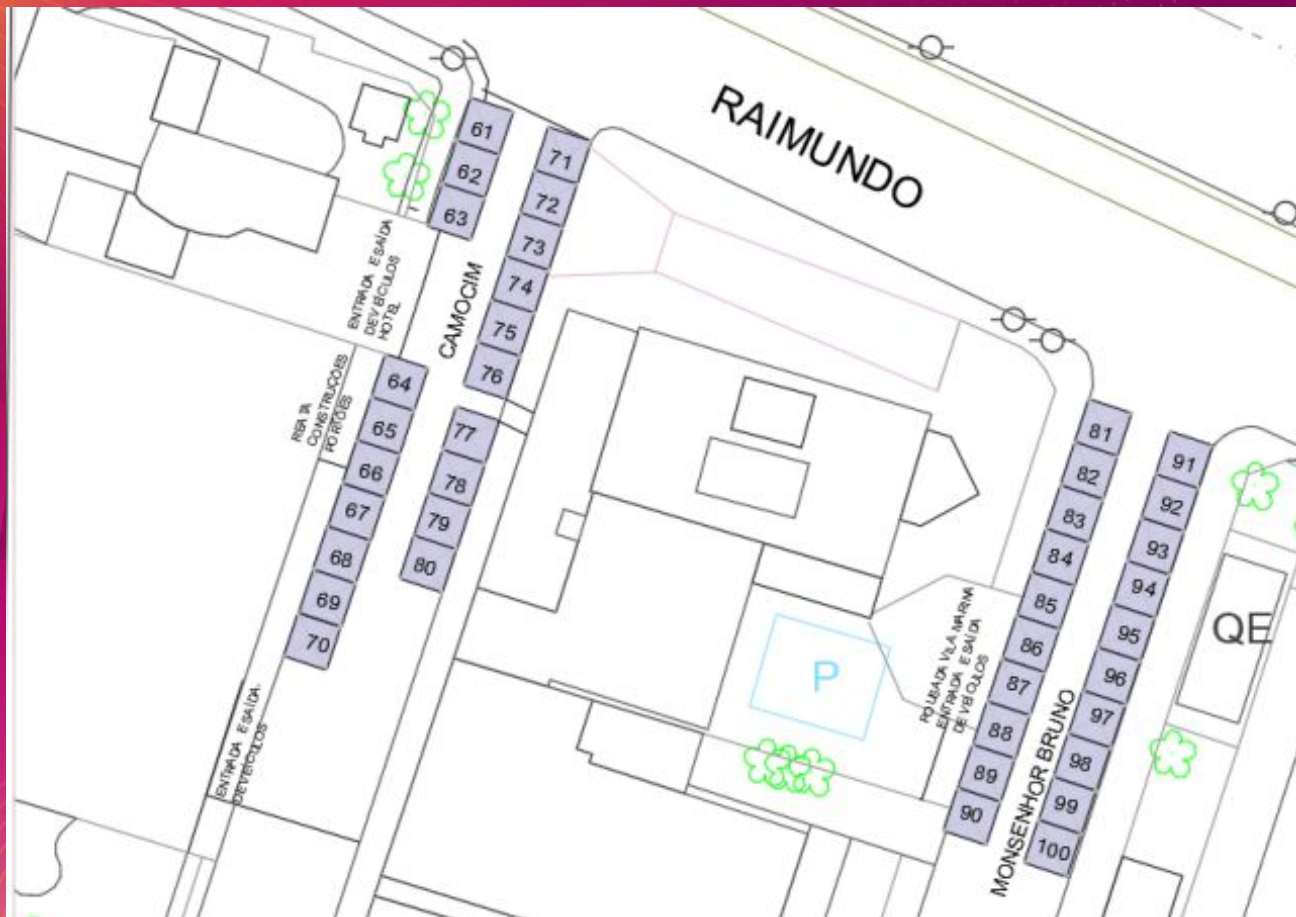 RAIMUNDO
61
62
63
71
72
73
74
75
76
CAMOCIM
ENTRADA E SAÍDA
DE VEÍCULOS
HOTEL
CONSTRUÇÕES
PORTÕES
64
65
66
67
68
69
70
77
78
79
80
ENTRADA E SAÍDA
DE VEÍCULOS
P
POUSADA VILA MARINA
ENTRADA E SAÍDA
DE VEÍCULOS
81
82
83
84
85
86
87
88
89
90
MONSENHOR BRUNO
91
92
93
94
95
96
97
98
99
100
QE